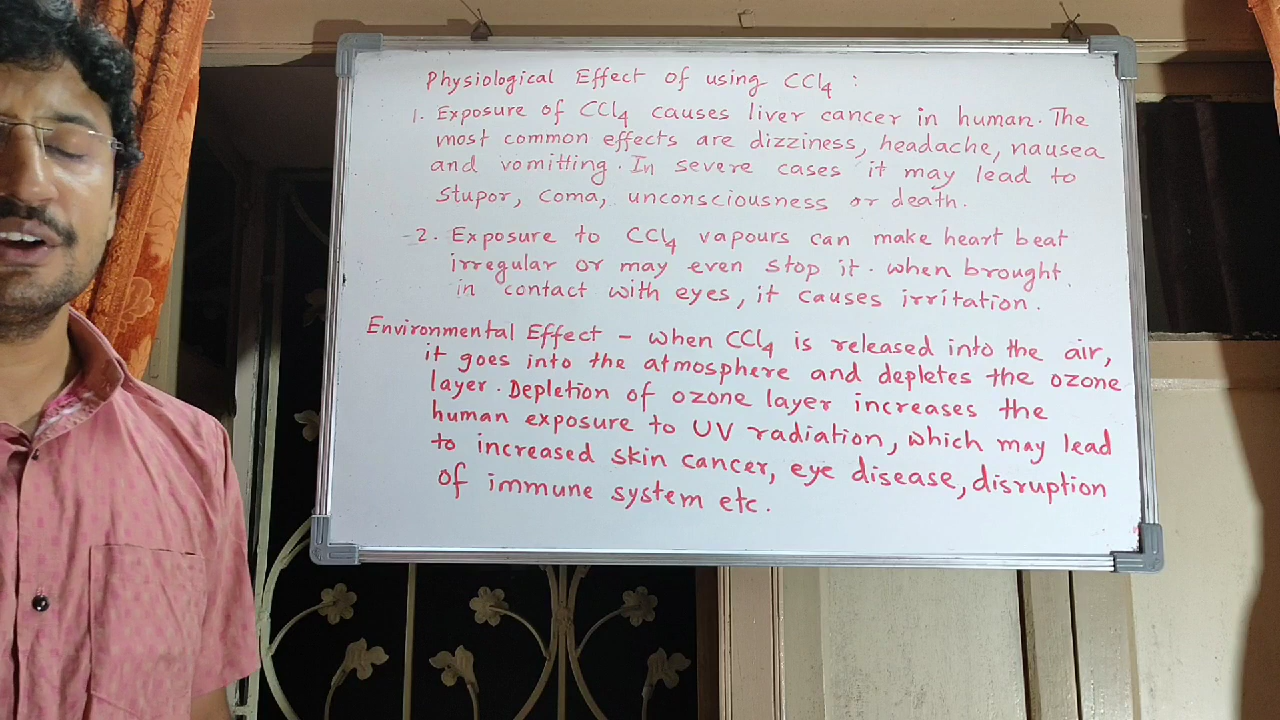 Physiological Effect of using CCl4 :
1. Exposure of CCl4 causes liver cancer in human. The
most common effects are dizziness, headache, nausea
and vomitting. In severe cases it may lead to
stupor, coma, unconsciousness or death.
2. Exposure to CCl4 vapours can make heart beat
irregular or may even stop it. when brought
in contact with eyes, it causes irritation.
Environmental Effect - when CCl4 is released into the air,
it goes into the atmosphere and depletes the ozone
layer. Depletion of ozone layer increases the
human exposure to UV radiation, which may lead
to increased skin cancer, eye disease, disruption
of immune system etc.